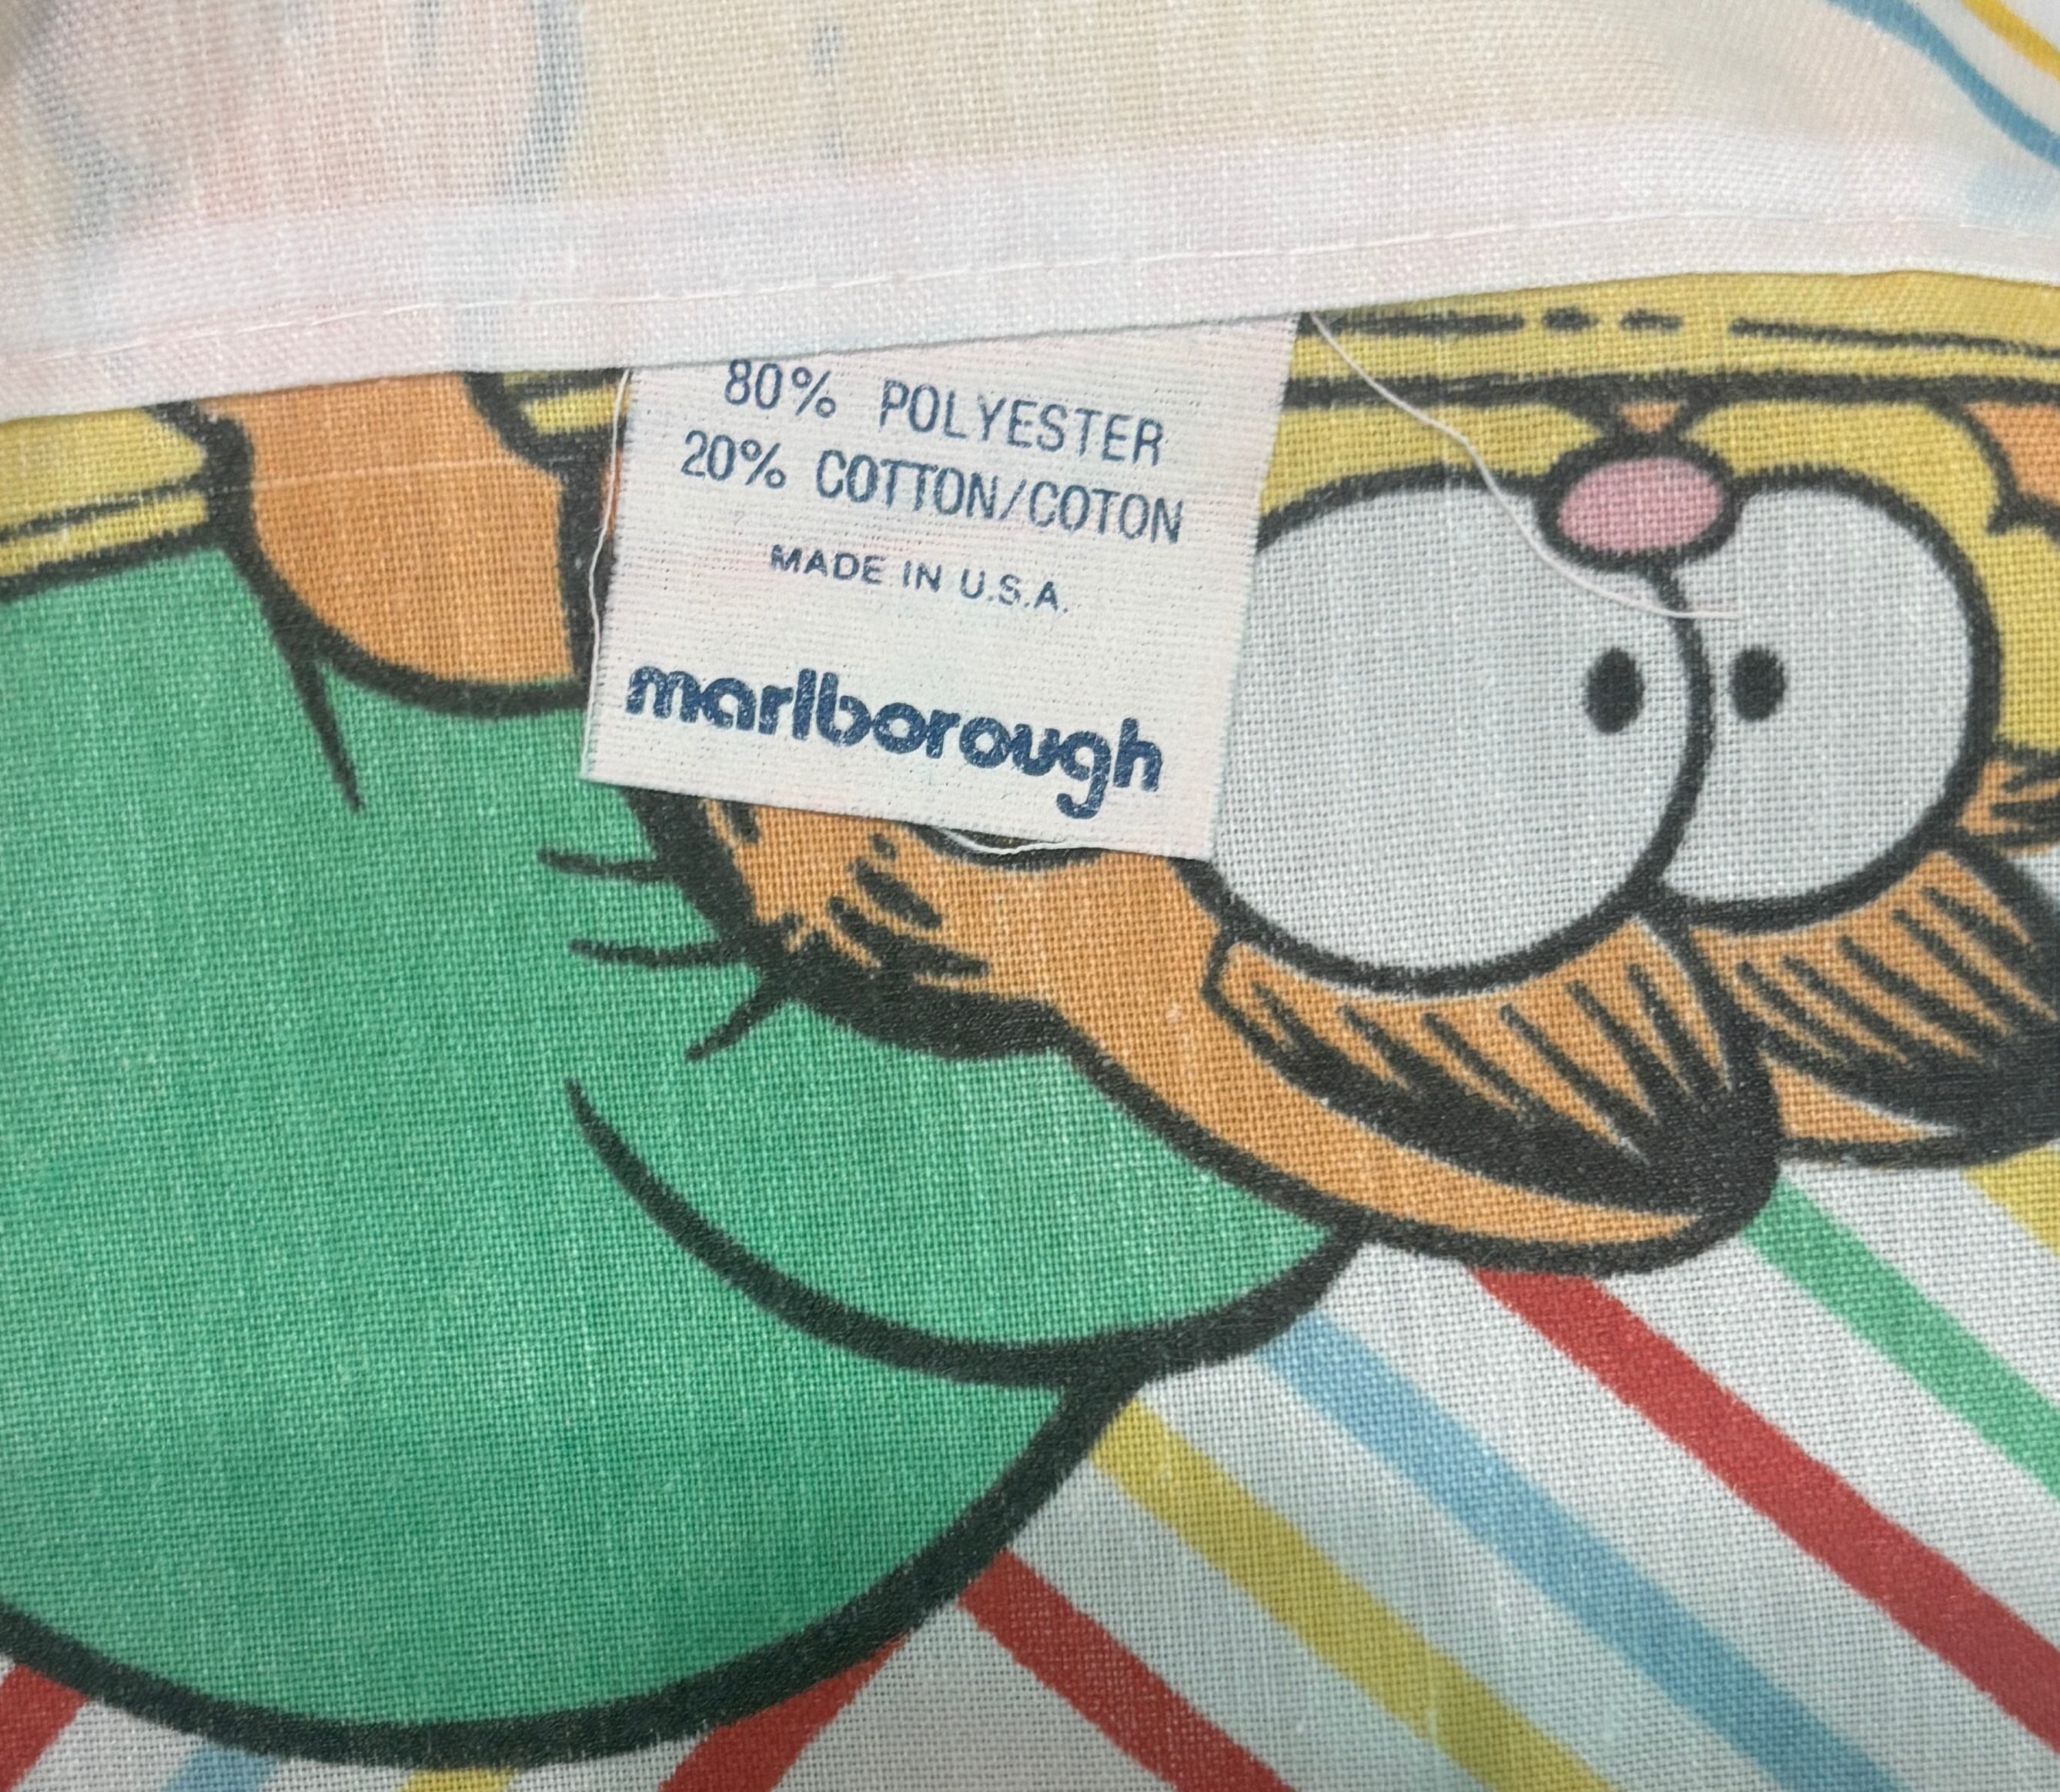 80% POLYESTER
20% COTTON/COTON
MADE IN U.S.A.
marlborough